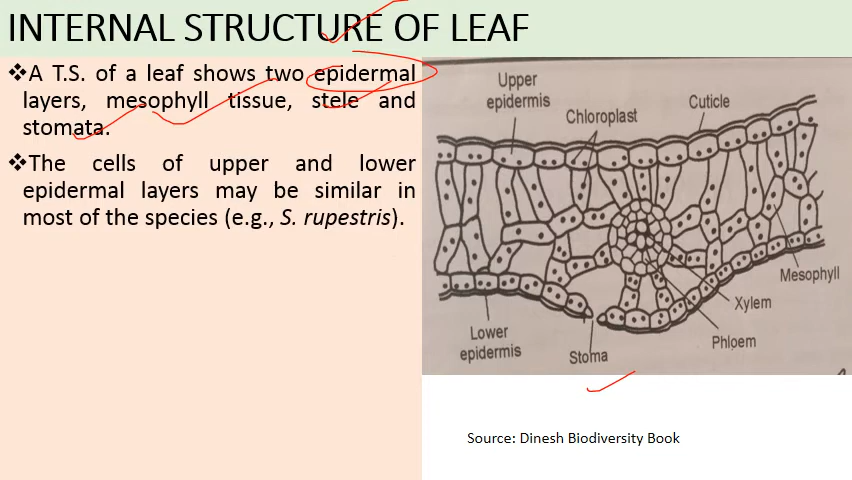 INTERNAL STRUCTURE OF LEAF
❖A T.S. of a leaf shows two epidermal
layers, mesophyll tissue, stele and
stomata.
❖The cells of upper and lower
epidermal layers may be similar in
most of the species (e.g., S. rupestris).
Upper
epidermis
Chloroplast
Cuticle
Mesophyll
Xylem
Phloem
Lower
epidermis
Stoma
Source: Dinesh Biodiversity Book